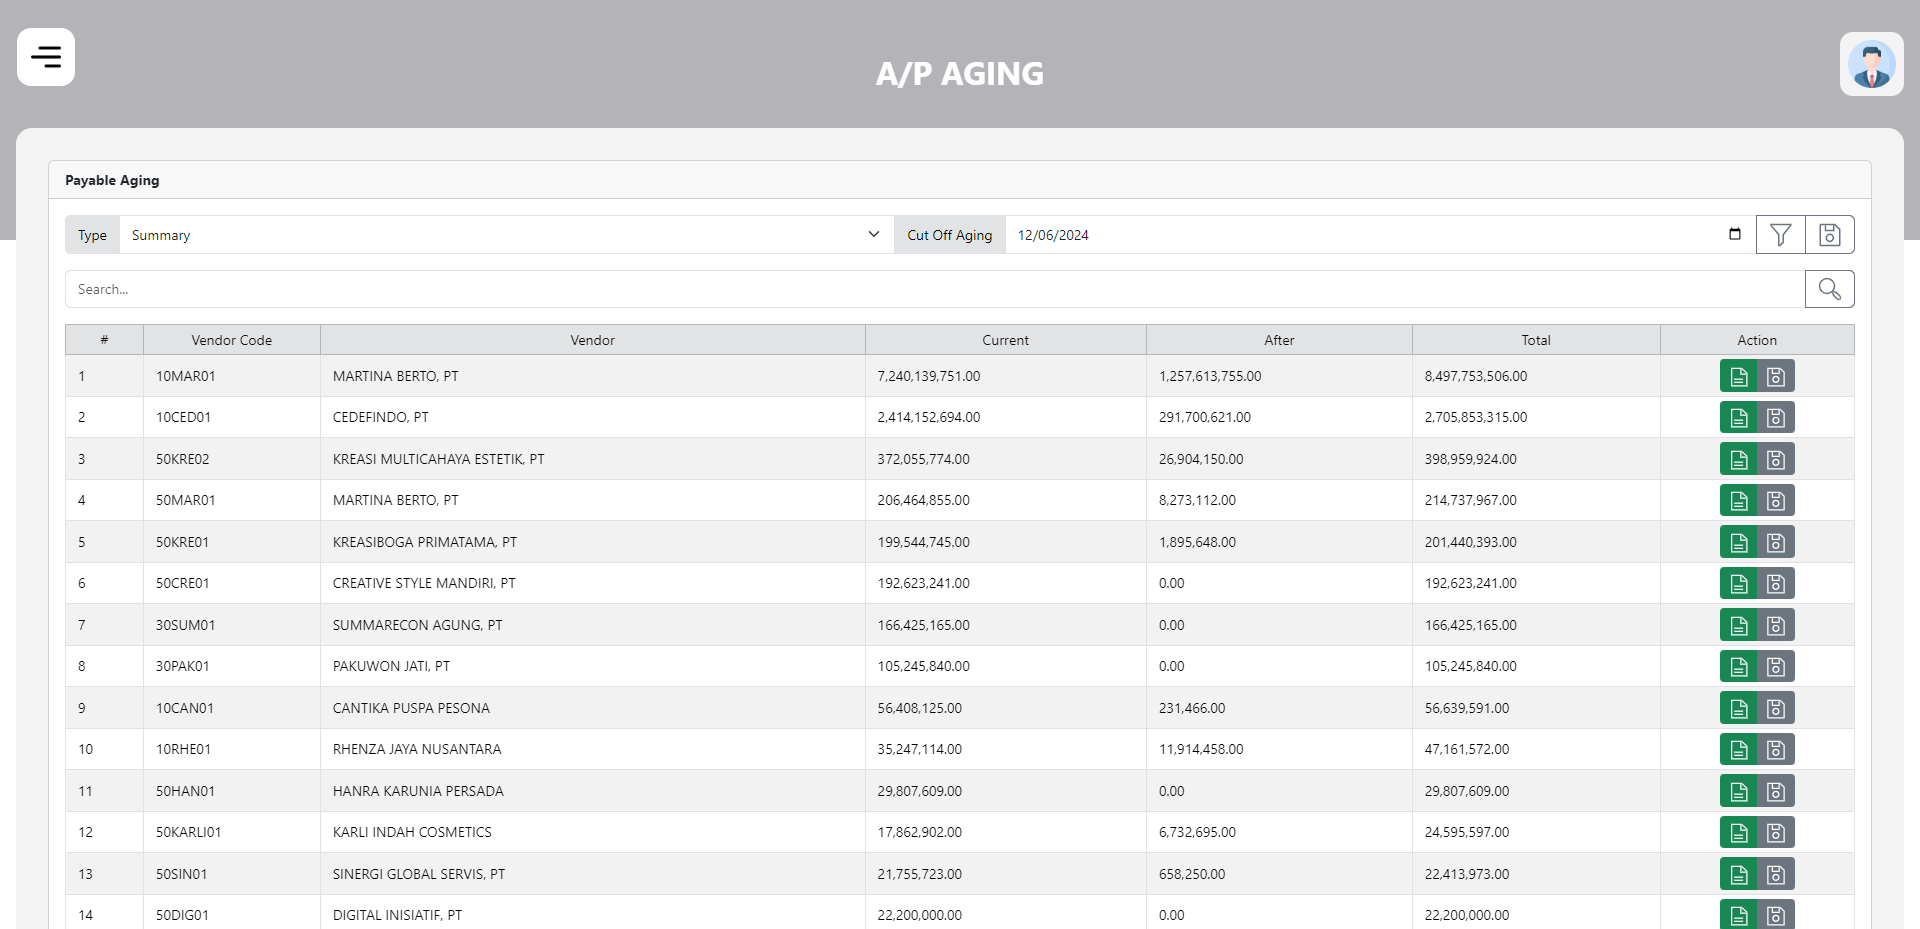 A/P AGING
Payable Aging
Type Summary Cut Off Aging 12/06/2024
Search...
# Vendor Code Vendor Current After Total Action
1 10MAR01 MARTINA BERTO, PT 7,240,139,751.00 1,257,613,755.00 8,497,753,506.00
2 10CED01 CEDEFINDO, PT 2,414,152,694.00 291,700,621.00 2,705,853,315.00
3 50KRE02 KREASI MULTICAHAYA ESTETIK, PT 372,055,774.00 26,904,150.00 398,959,924.00
4 50MAR01 MARTINA BERTO, PT 206,464,855.00 8,273,112.00 214,737,967.00
5 50KRE01 KREASIBOGA PRIMATAMA, PT 199,544,745.00 1,895,648.00 201,440,393.00
6 50CRE01 CREATIVE STYLE MANDIRI, PT 192,623,241.00 0.00 192,623,241.00
7 30SUM01 SUMMARECON AGUNG, PT 166,425,165.00 0.00 166,425,165.00
8 30PAK01 PAKUWON JATI, PT 105,245,840.00 0.00 105,245,840.00
9 10CAN01 CANTIKA PUSPA PESONA 56,408,125.00 231,466.00 56,639,591.00
10 10RHE01 RHENZA JAYA NUSANTARA 35,247,114.00 11,914,458.00 47,161,572.00
11 50HAN01 HANRA KARUNIA PERSADA 29,807,609.00 0.00 29,807,609.00
12 50KARLI01 KARLI INDAH COSMETICS 17,862,902.00 6,732,695.00 24,595,597.00
13 50SIN01 SINERGI GLOBAL SERVIS, PT 21,755,723.00 658,250.00 22,413,973.00
14 50DIG01 DIGITAL INISIATIF, PT 22,200,000.00 0.00 22,200,000.00